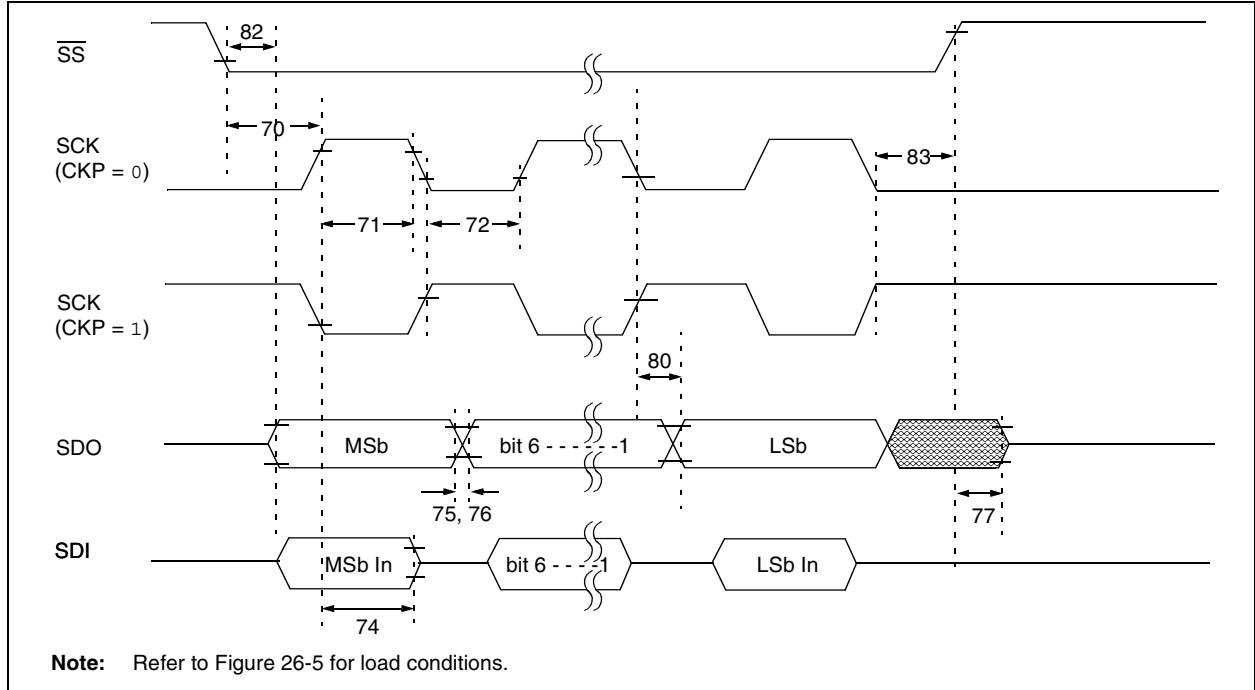 SS
82
70
SCK
(CKP = 0)
83
71
72
SCK
(CKP = 1)
80
SDO
MSb
bit 6 - - - - - - -1
LSb
75, 76
77
SDI
MSb In
bit 6 - - - - -1
LSb In
74
Note: Refer to Figure 26-5 for load conditions.